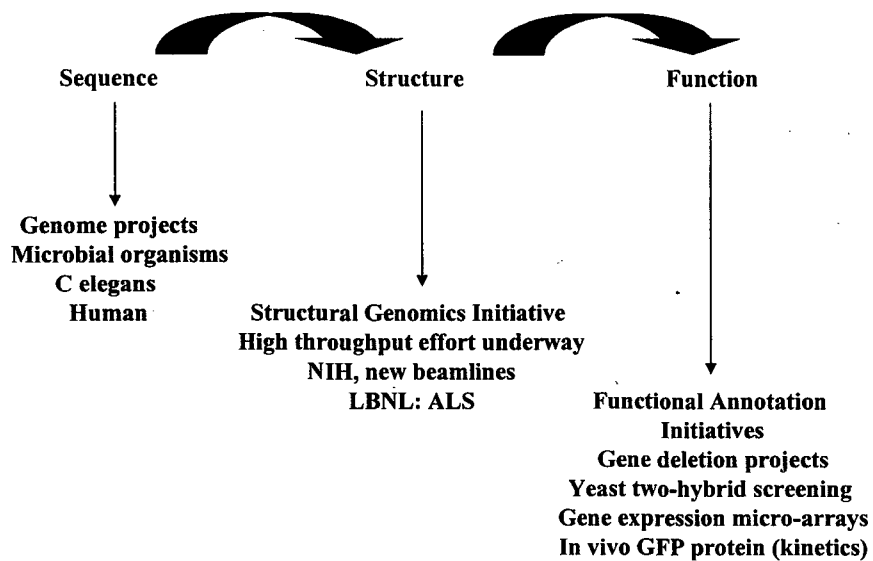 Sequence
Structure
Function
Genome projects
Microbial organisms
C elegans
Human
Structural Genomics Initiative
High throughput effort underway
NIH, new beamlines
LBNL: ALS
Functional Annotation
Initiatives
Gene deletion projects
Yeast two-hybrid screening
Gene expression micro-arrays
In vivo GFP protein (kinetics)